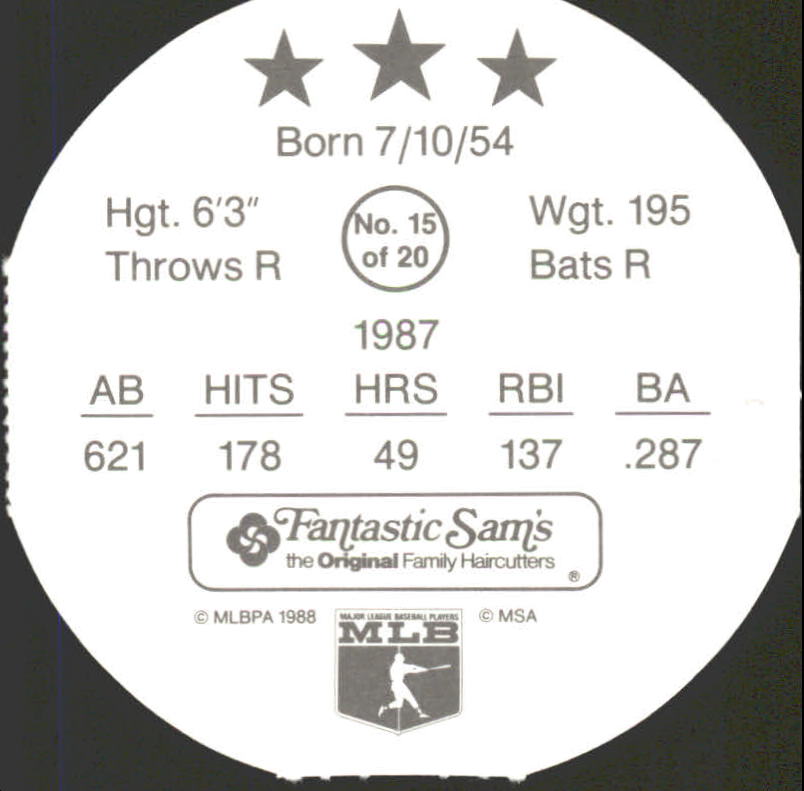 Born 7/10/54
Hgt. 6'3" No. 15 Wgt. 195
Throws R of 20 Bats R
1987
AB HITS HRS RBI BA
621 178 49 137 .287
Fantastic Sam's
the Original Family Haircutters ®
© MLBPA 1988 MAJOR LEAGUE BASEBALL PLAYERS © MSA
MLB